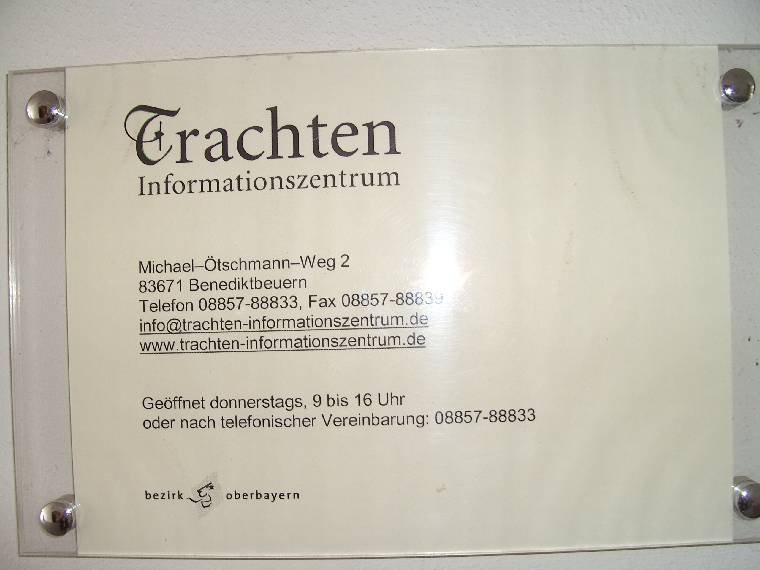 Trachten
Informationszentrum
Michael–Ötschmann–Weg 2
83671 Benediktbeuern
Telefon 08857-88833, Fax 08857-88839
info@trachten-informationszentrum.de
www.trachten-informationszentrum.de
Geöffnet donnerstags, 9 bis 16 Uhr
oder nach telefonischer Vereinbarung: 08857-88833
bezirk oberbayern